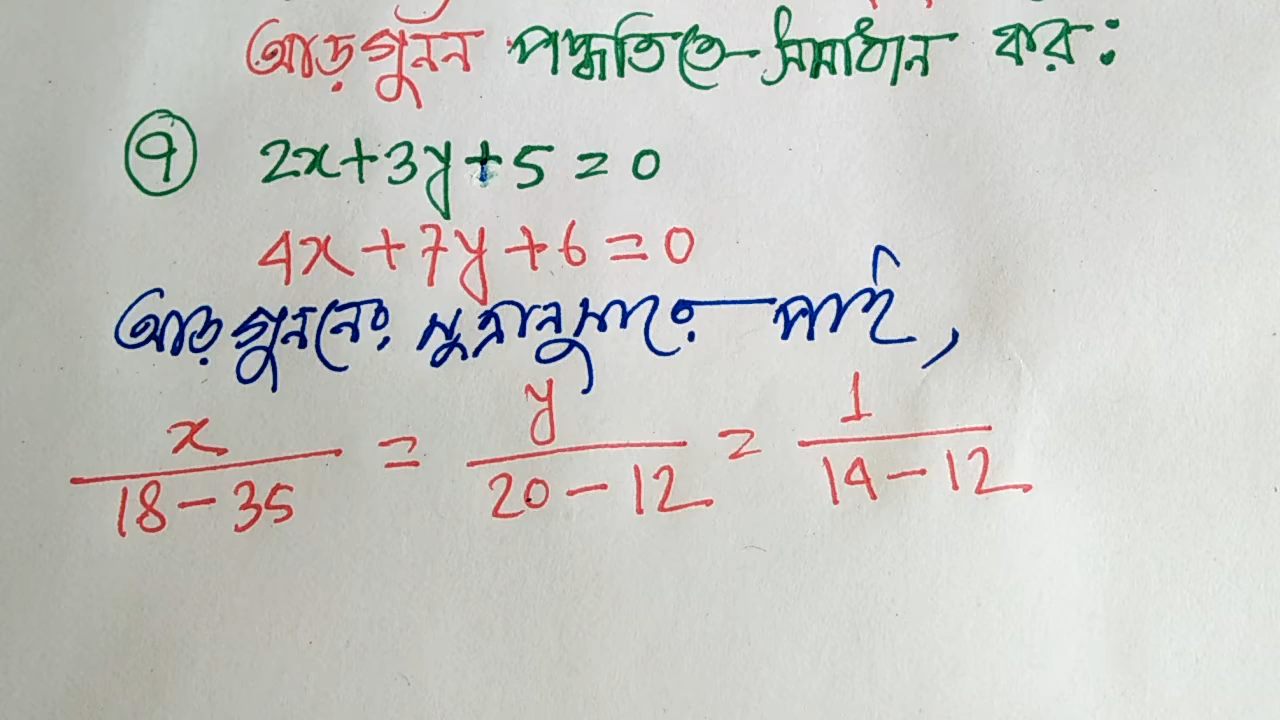 আড়গুনন পদ্ধতিতে সমাধান কর:
৭ 2x+3y+5=0
4x+7y+6=0
আড়গুননের সূত্রানুসারে পাই,
x/18-35 = y/20-12 = 1/14-12